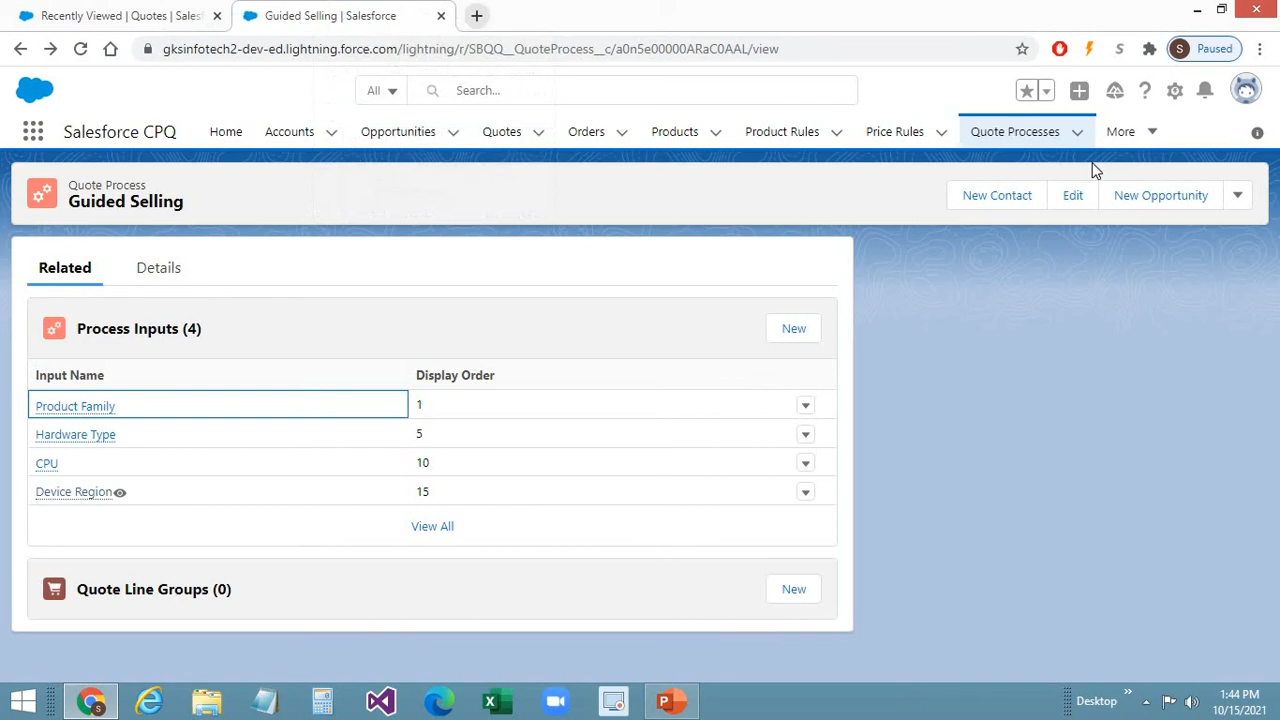 Recently Viewed | Quotes | Sales
Guided Selling | Salesforce
gksinfotech2-dev-ed.lightning.force.com/lightning/r/SBQQ__QuoteProcess__c/a0n5e00000ARaC0AAL/view
S Paused
All Search...
Salesforce CPQ Home Accounts Opportunities Quotes Orders Products Product Rules Price Rules Quote Processes More
Quote Process
Guided Selling
New Contact Edit New Opportunity
Related Details
Process Inputs (4) New
Input Name Display Order
Product Family 1
Hardware Type 5
CPU 10
Device Region 15
View All
Quote Line Groups (0) New
Desktop
1:44 PM
10/15/2021